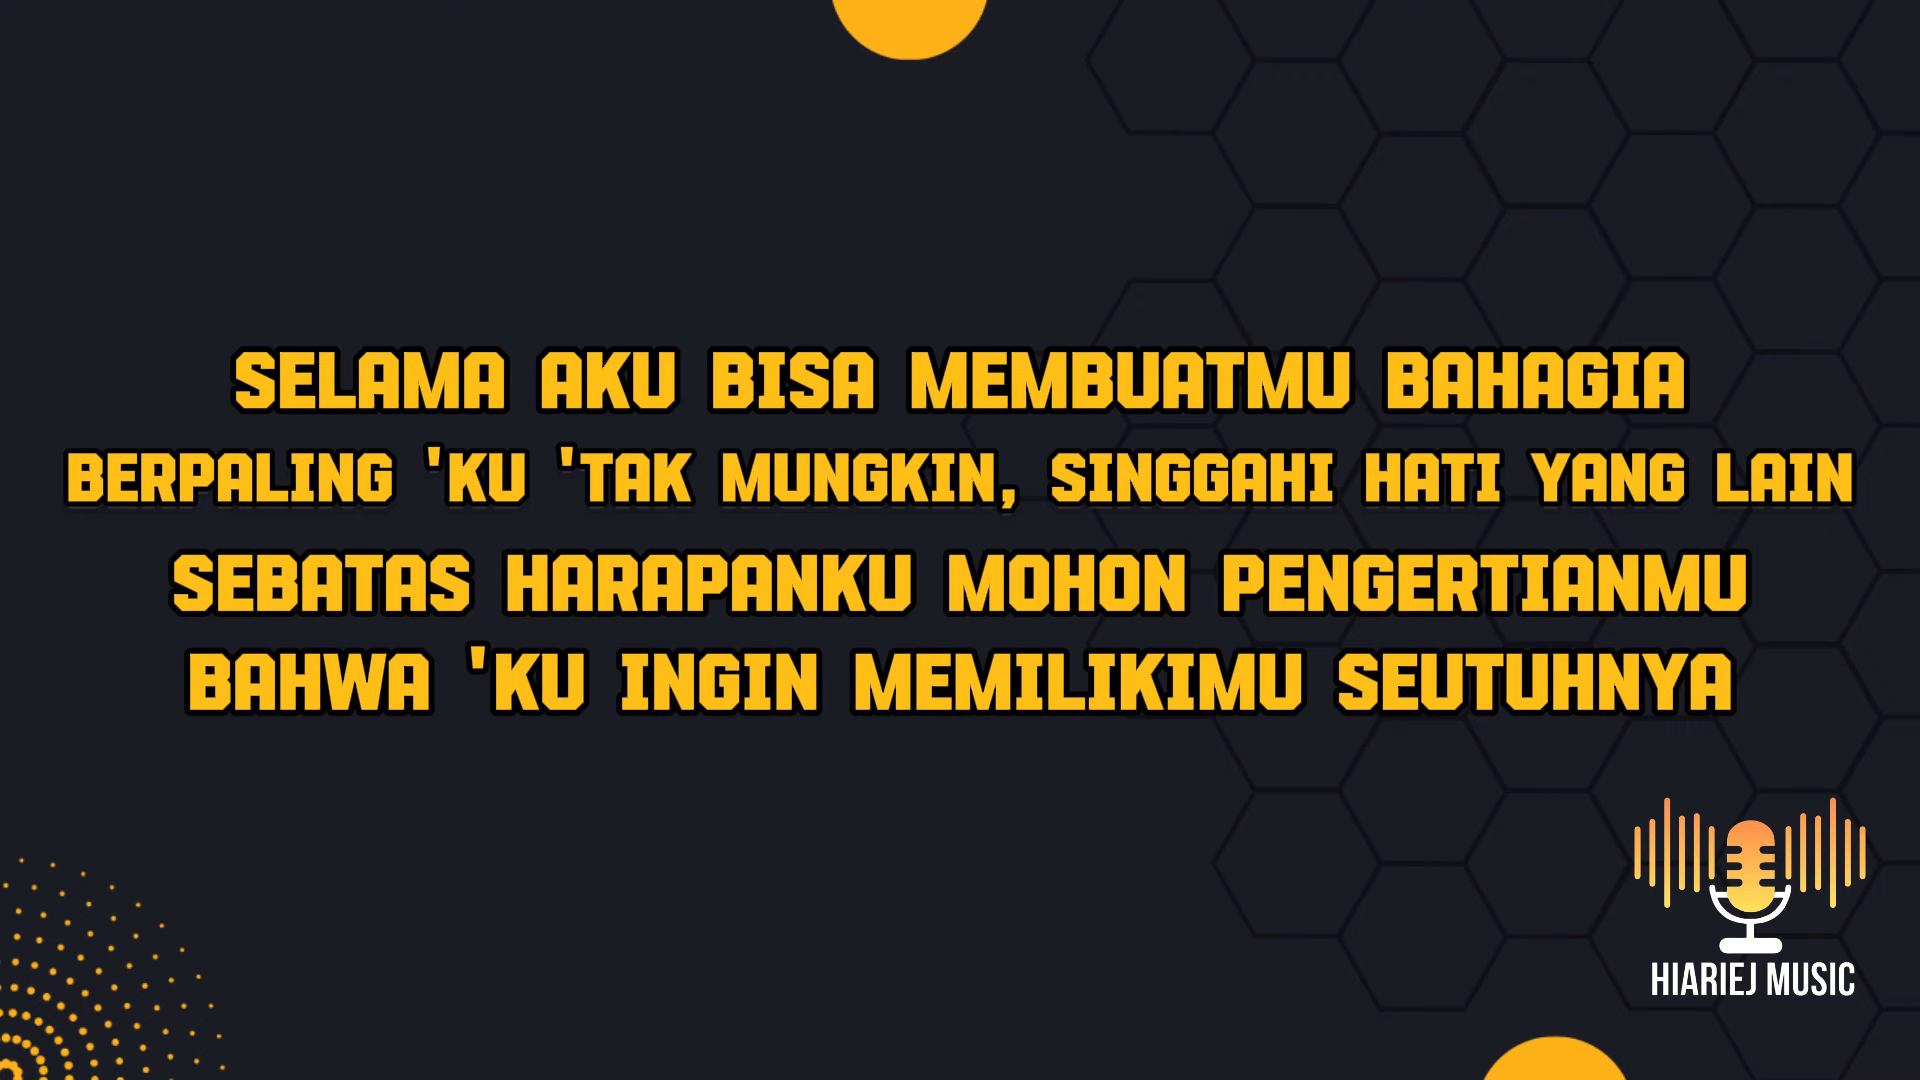 SELAMA AKU BISA MEMBUATMU BAHAGIA
BERPALING 'KU 'TAK MUNGKIN, SINGGAHI HATI YANG LAIN
SEBATAS HARAPANKU MOHON PENGERTIANMU
BAHWA 'KU INGIN MEMILIKIMU SEUTUHNYA
HIARIEJ MUSIC